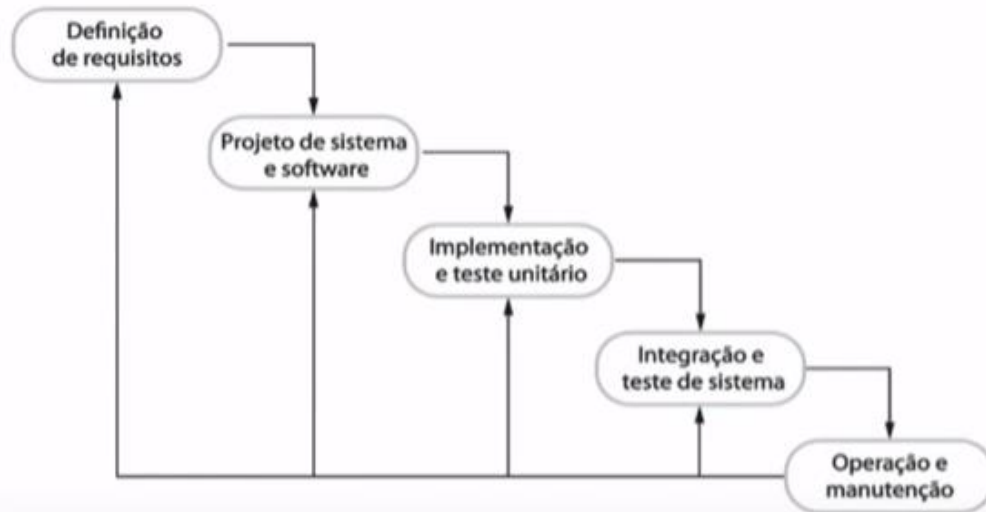 Definição
de requisitos
Projeto de sistema
e software
Implementação
e teste unitário
Integração e
teste de sistema
Operação e
manutenção